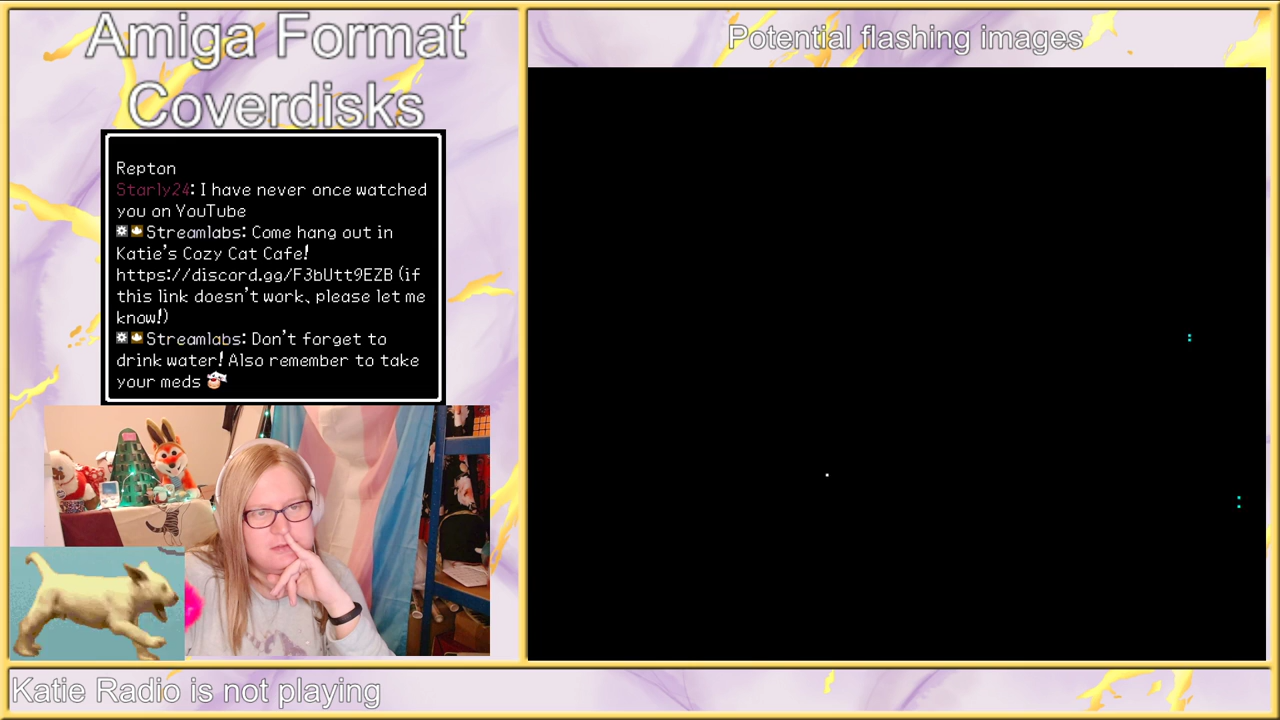 Amiga Format
Coverdisks
Potential flashing images
Repton
Starly24: I have never once watched
you on YouTube
Streamlabs: Come hang out in
Katie's Cozy Cat Cafe!
https://discord.gg/F3bUtt9EZB (if
this link doesn't work, please let me
know!)
Streamlabs: Don't forget to
drink water! Also remember to take
your meds
Katie Radio is not playing